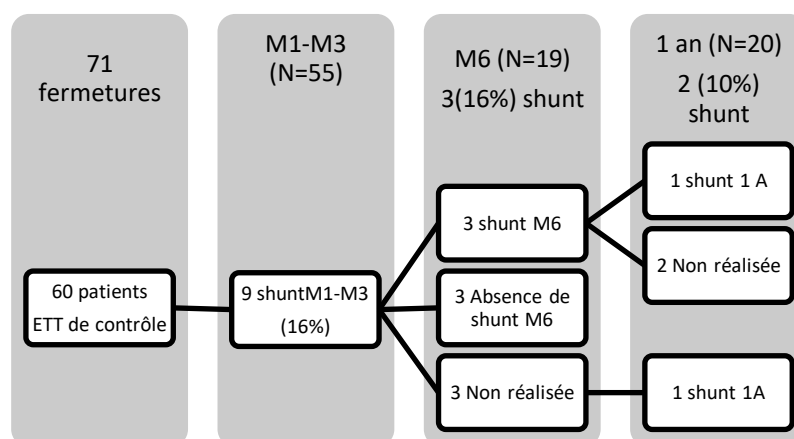 71
fermetures
60 patients
ETT de contrôle
M1-M3
(N=55)
9 shuntM1-M3
(16%)
M6 (N=19)
3(16%) shunt
3 shunt M6
3 Absence de
shunt M6
3 Non réalisée
1 an (N=20)
2 (10%)
shunt
1 shunt 1 A
2 Non réalisée
1 shunt 1A